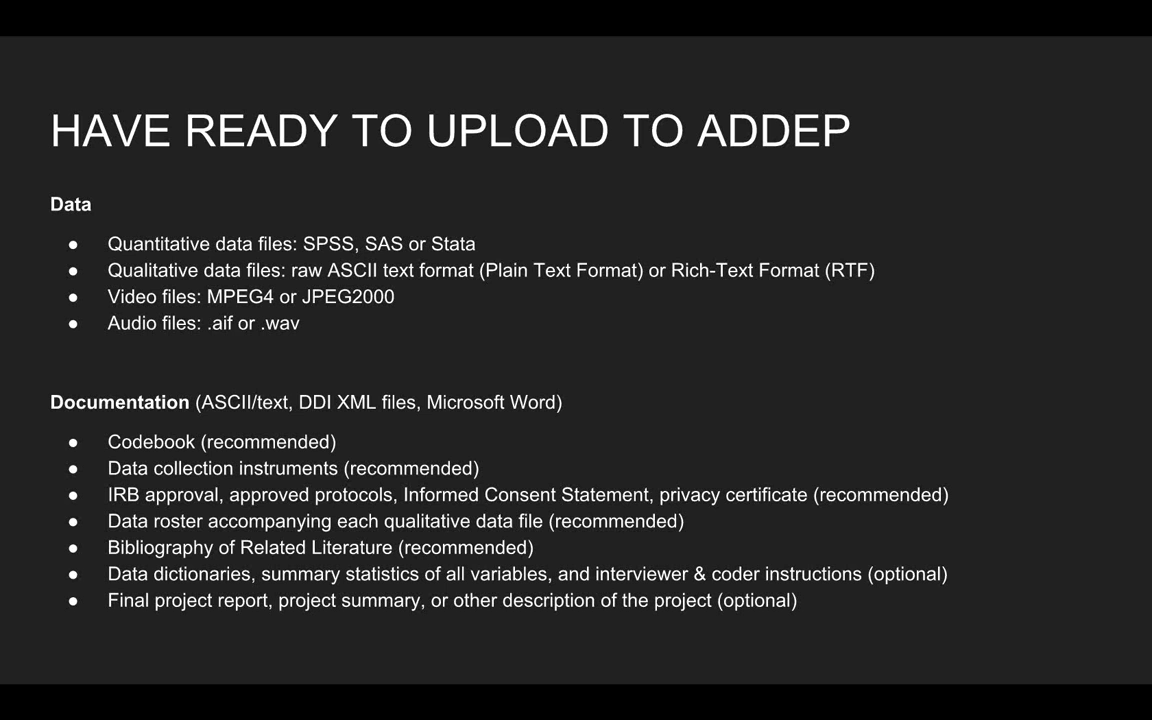 HAVE READY TO UPLOAD TO ADDEP
Data
● Quantitative data files: SPSS, SAS or Stata
● Qualitative data files: raw ASCII text format (Plain Text Format) or Rich-Text Format (RTF)
● Video files: MPEG4 or JPEG2000
● Audio files: .aif or .wav
Documentation (ASCII/text, DDI XML files, Microsoft Word)
● Codebook (recommended)
● Data collection instruments (recommended)
● IRB approval, approved protocols, Informed Consent Statement, privacy certificate (recommended)
● Data roster accompanying each qualitative data file (recommended)
● Bibliography of Related Literature (recommended)
● Data dictionaries, summary statistics of all variables, and interviewer & coder instructions (optional)
● Final project report, project summary, or other description of the project (optional)